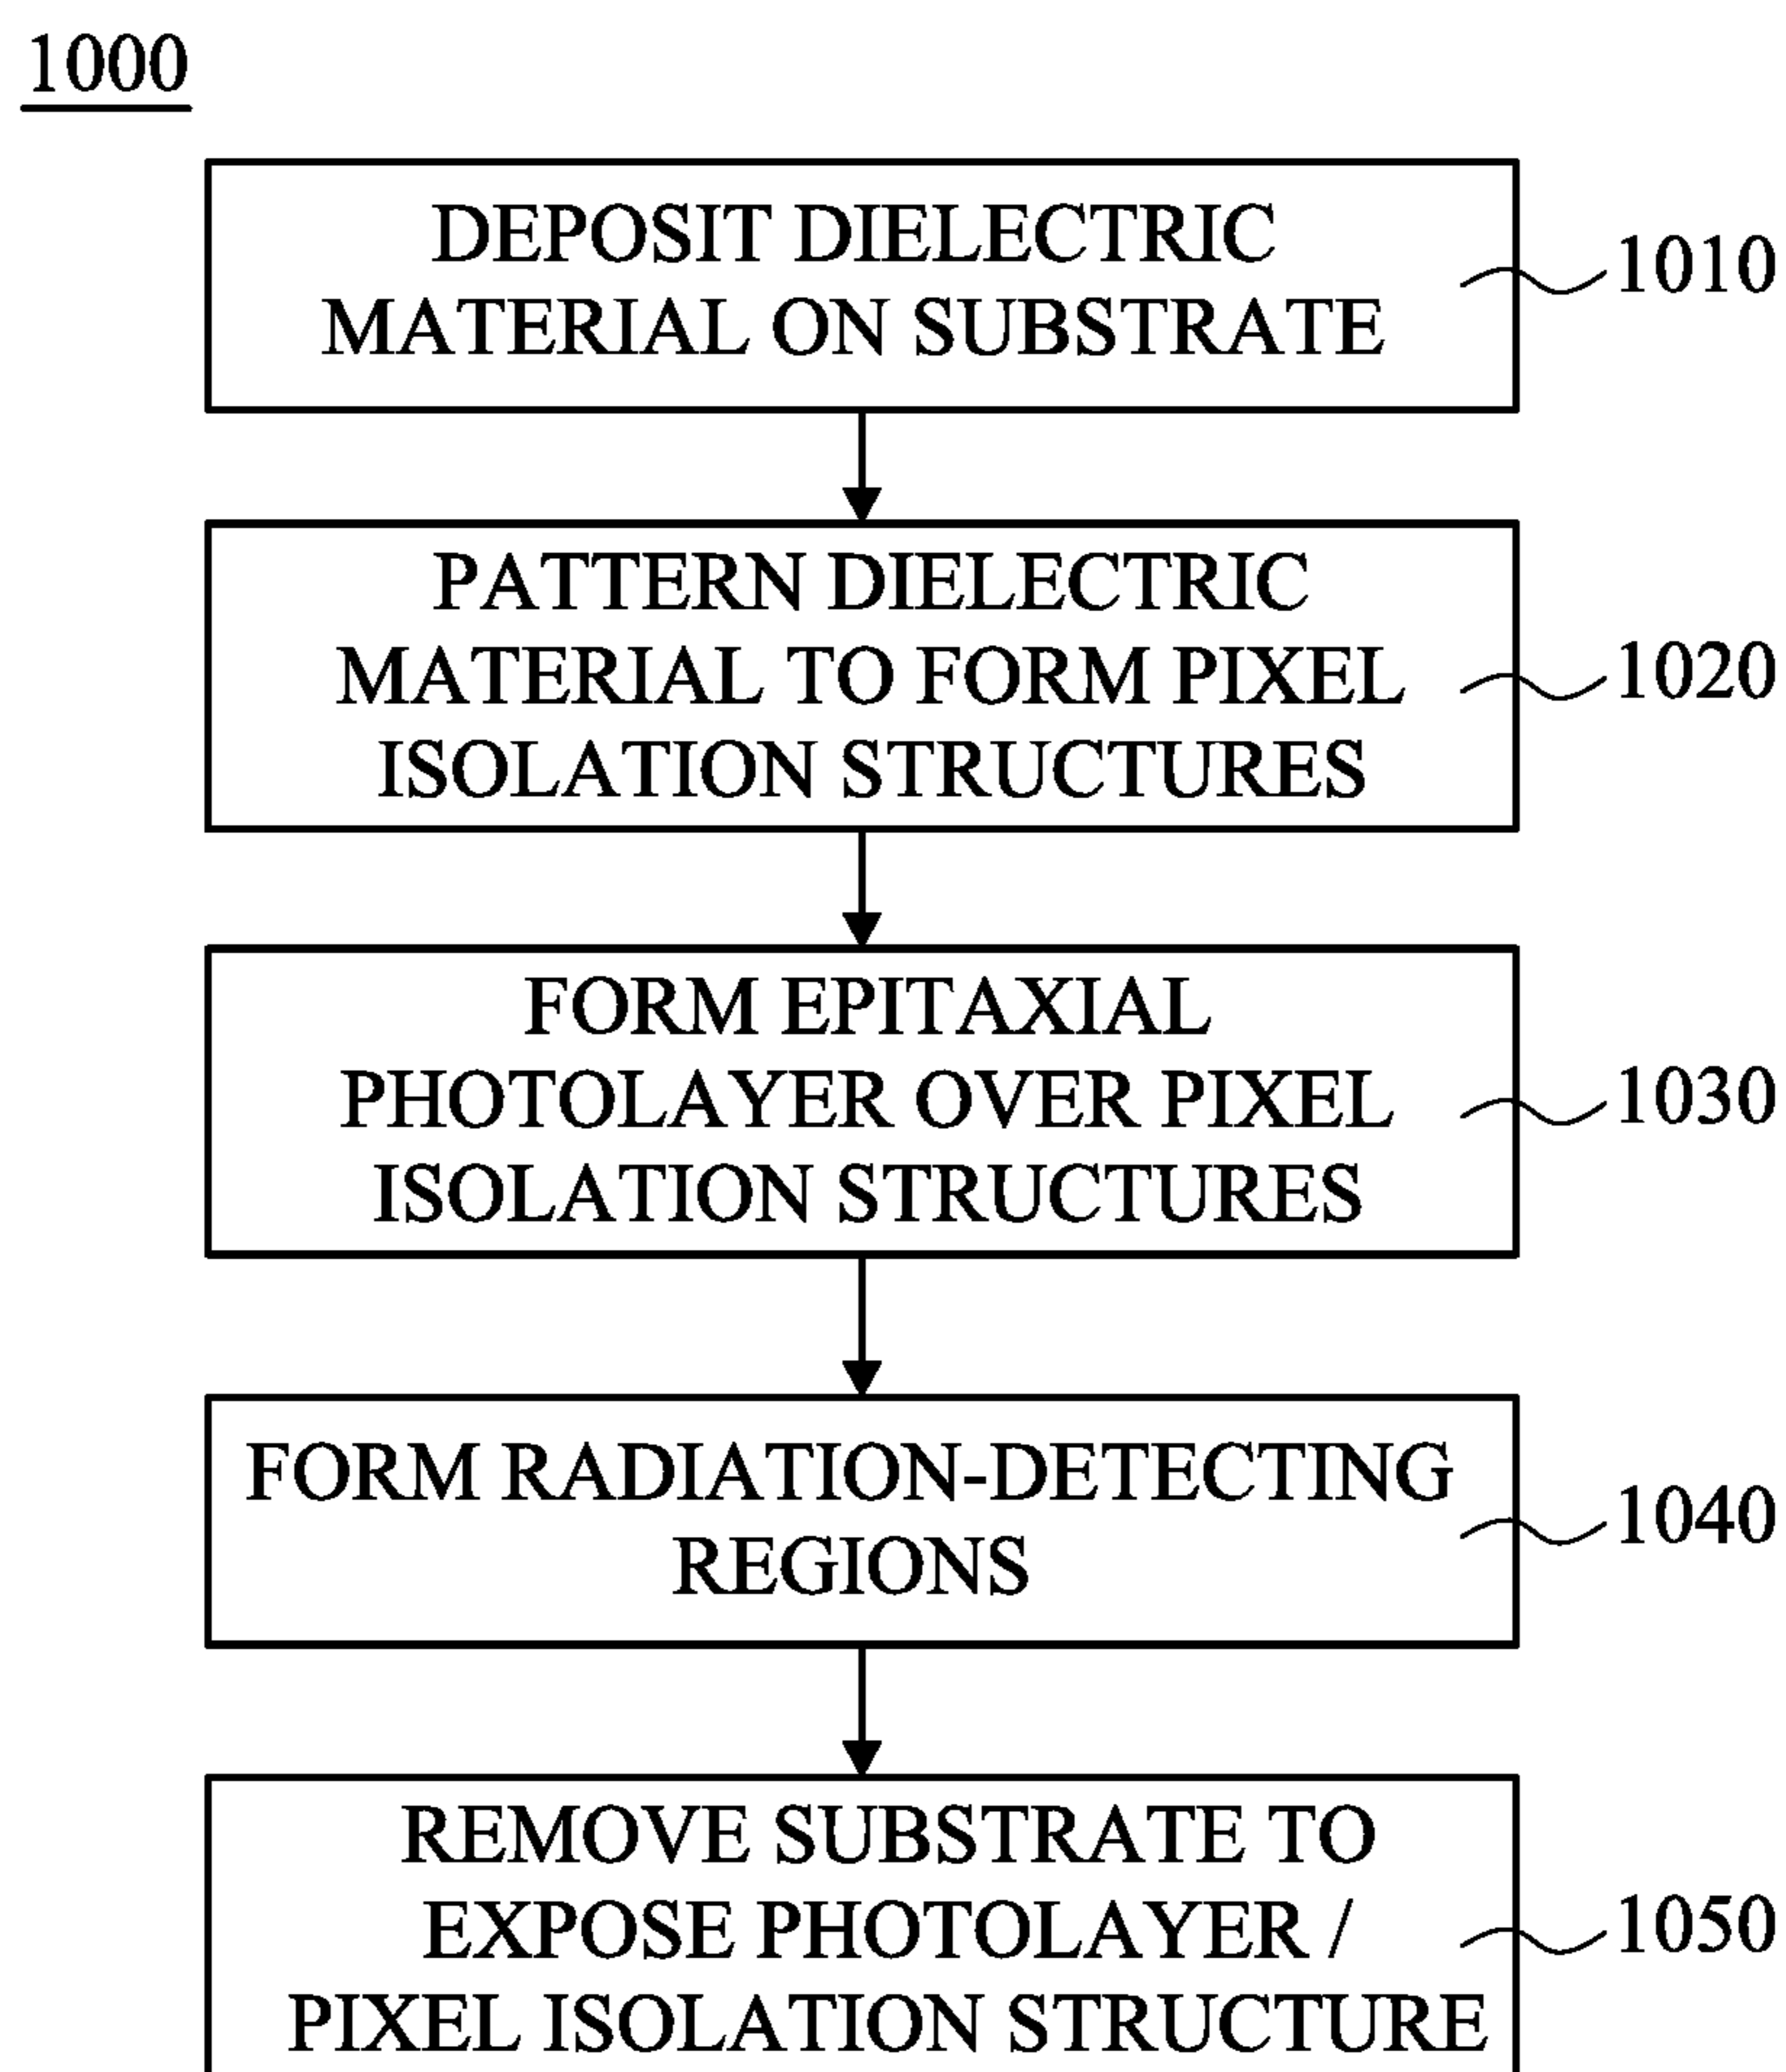 1000
DEPOSIT DIELECTRIC
MATERIAL ON SUBSTRATE
1010
PATTERN DIELECTRIC
MATERIAL TO FORM PIXEL
ISOLATION STRUCTURES
1020
FORM EPITAXIAL
PHOTOLAYER OVER PIXEL
ISOLATION STRUCTURES
1030
FORM RADIATION-DETECTING
REGIONS
1040
REMOVE SUBSTRATE TO
EXPOSE PHOTOLAYER /
PIXEL ISOLATION STRUCTURE
1050